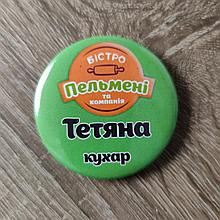 БІСТРО
Пельмені
та
компанія
Тетяна
кухар